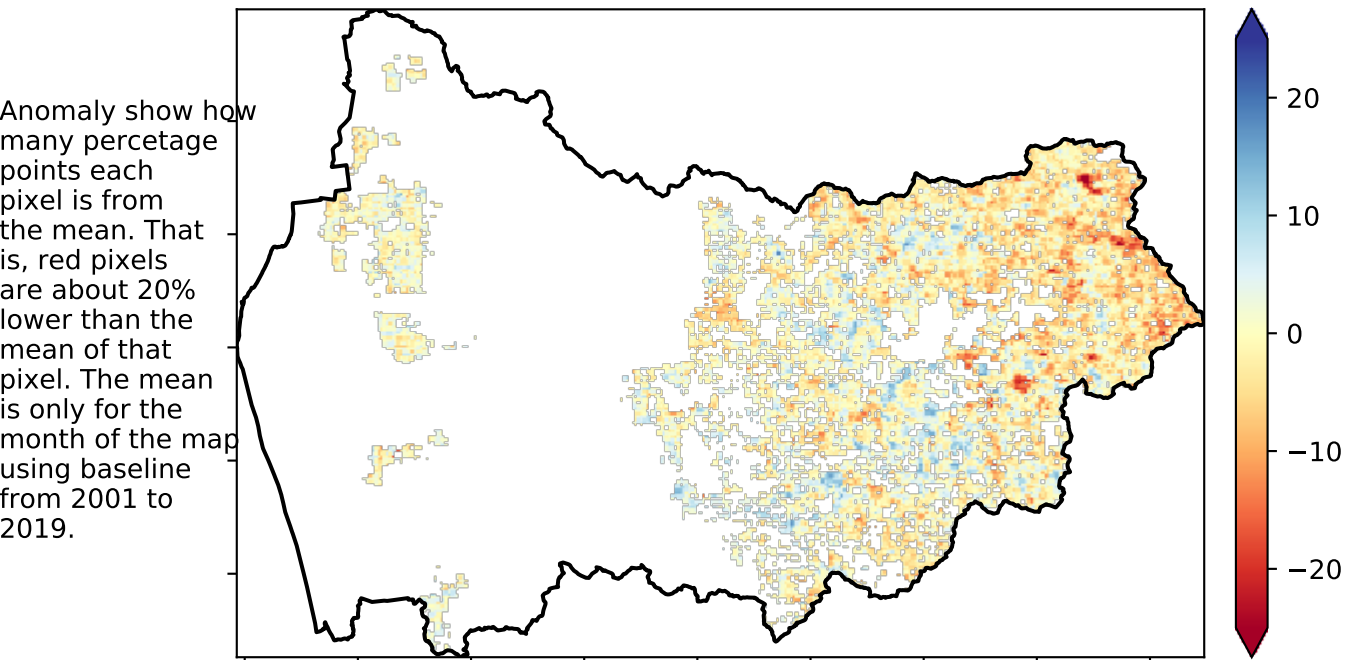 Anomaly show how
many percetage
points each
pixel is from
the mean. That
is, red pixels
are about 20%
lower than the
mean of that
pixel. The mean
is only for the
month of the map
using baseline
from 2001 to
2019.
20
10
0
−10
−20